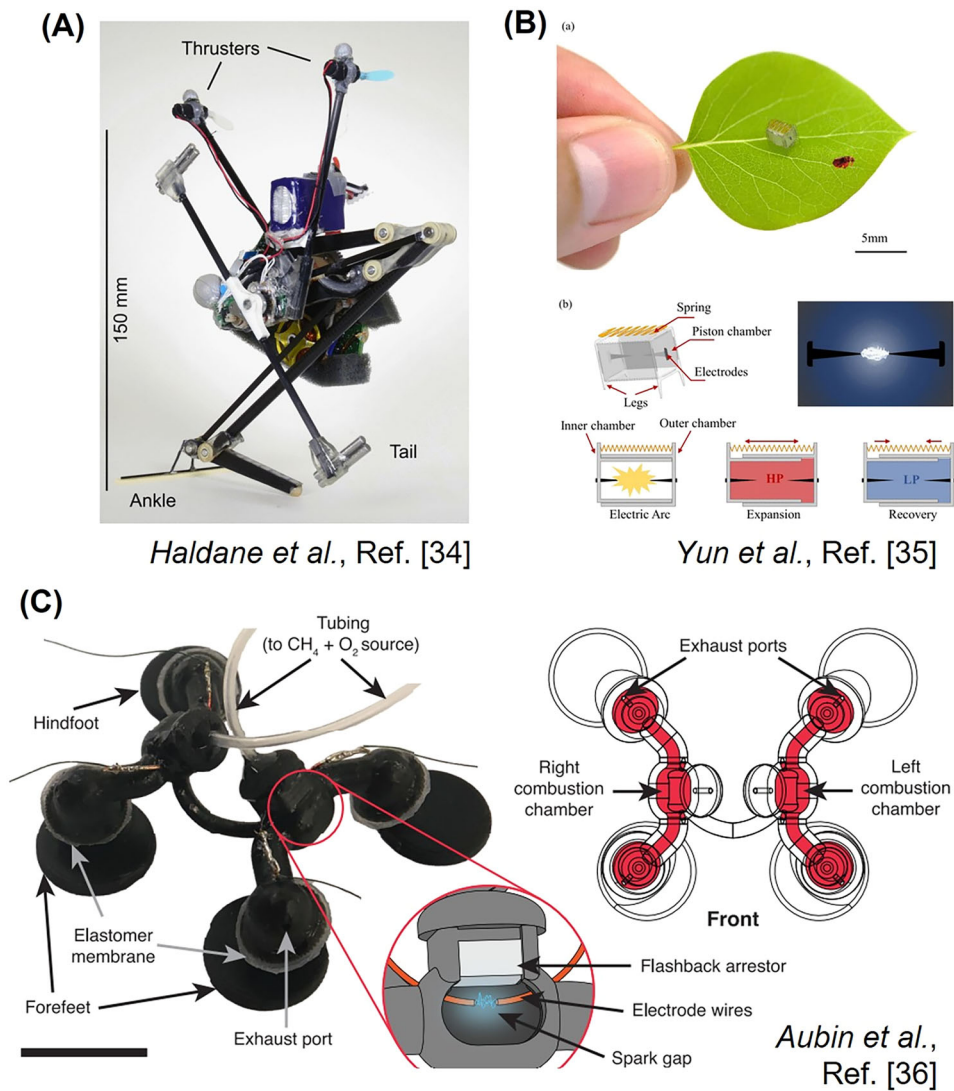 (A)
Thrusters
150 mm
Tail
Ankle
Haldane et al., Ref. [34]
(B)
(a)
5mm
(b)
Spring
Piston chamber
Electrodes
Legs
Inner chamber
Outer chamber
HP
LP
Electric Arc
Expansion
Recovery
Yun et al., Ref. [35]
(C)
Tubing
(to CH₄ + O₂ source)
Hindfoot
Elastomer
membrane
Forefeet
Exhaust port
Exhaust ports
Right
combustion
chamber
Left
combustion
chamber
Front
Flashback arrestor
Electrode wires
Spark gap
Aubin et al.,
Ref. [36]